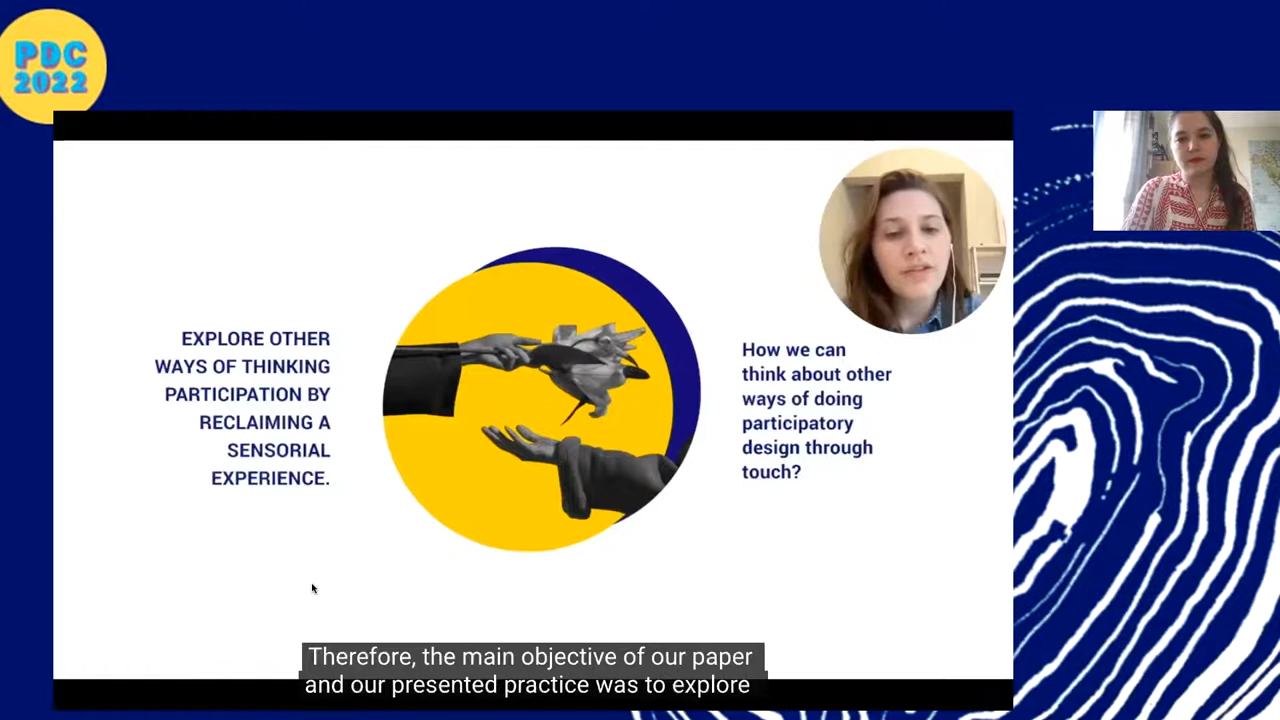 PDC
2022
EXPLORE OTHER
WAYS OF THINKING
PARTICIPATION BY
RECLAIMING A
SENSORIAL
EXPERIENCE.
How we can
think about other
ways of doing
participatory
design through
touch?
Therefore, the main objective of our paper
and our presented practice was to explore